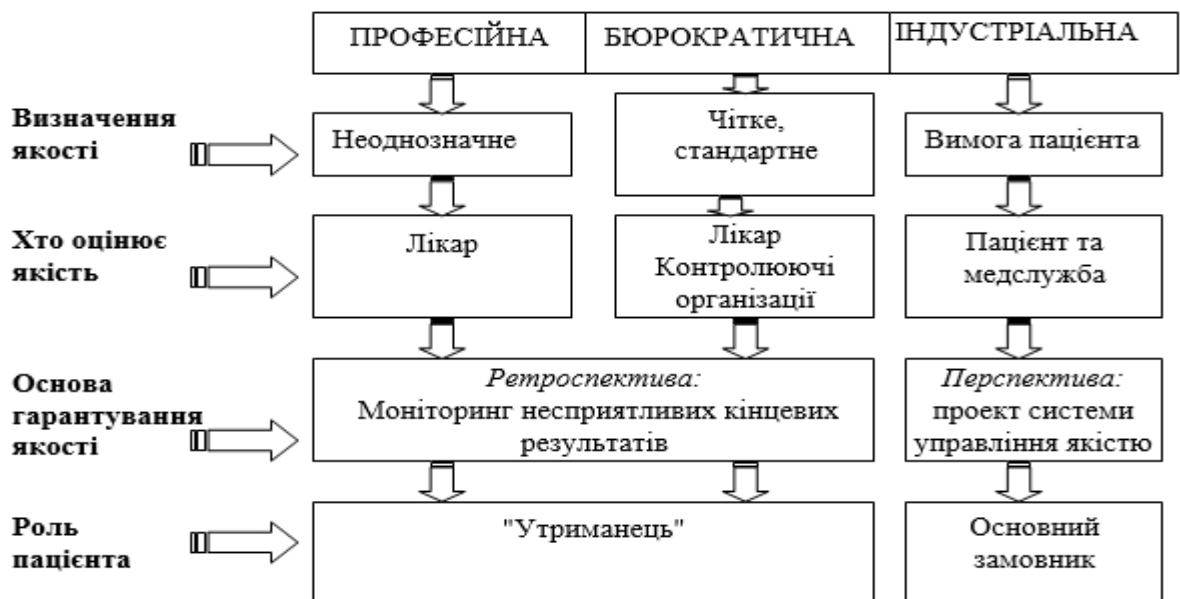 ПРОФЕСІЙНА
БЮРОКРАТИЧНА
ІНДУСТРІАЛЬНА
Визначення
якості
Неоднозначне
Чітке,
стандартне
Вимога пацієнта
Хто оцінює
якість
Лікар
Лікар
Контролюючі
організації
Пацієнт та
медслужба
Основа
гарантування
якості
Ретроспектива:
Моніторинг несприятливих кінцевих
результатів
Перспектива:
проект системи
управління якістю
Роль
пацієнта
"Утриманець"
Основний
замовник